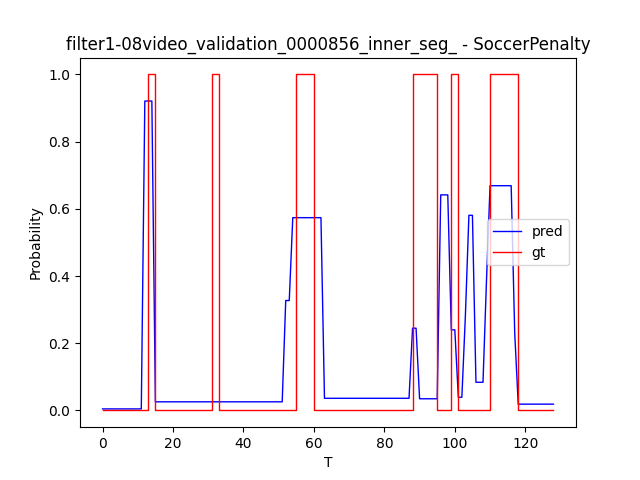 filter1-08video_validation_0000856_inner_seg_ - SoccerPenalty
1.0
0.8
0.6
0.4
0.2
0.0
Probability
pred
gt
0 20 40 60 80 100 120
T